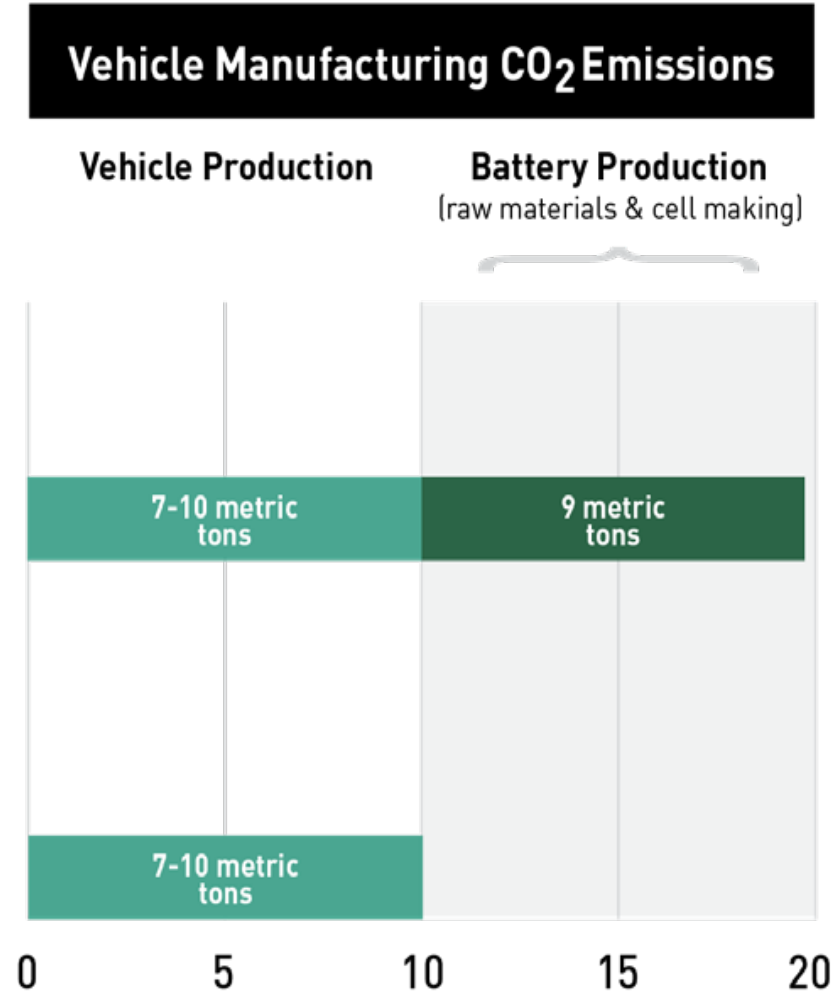 Vehicle Manufacturing CO2 Emissions
Vehicle Production
Battery Production
(raw materials & cell making)
7-10 metric
tons
9 metric
tons
7-10 metric
tons
0 5 10 15 20